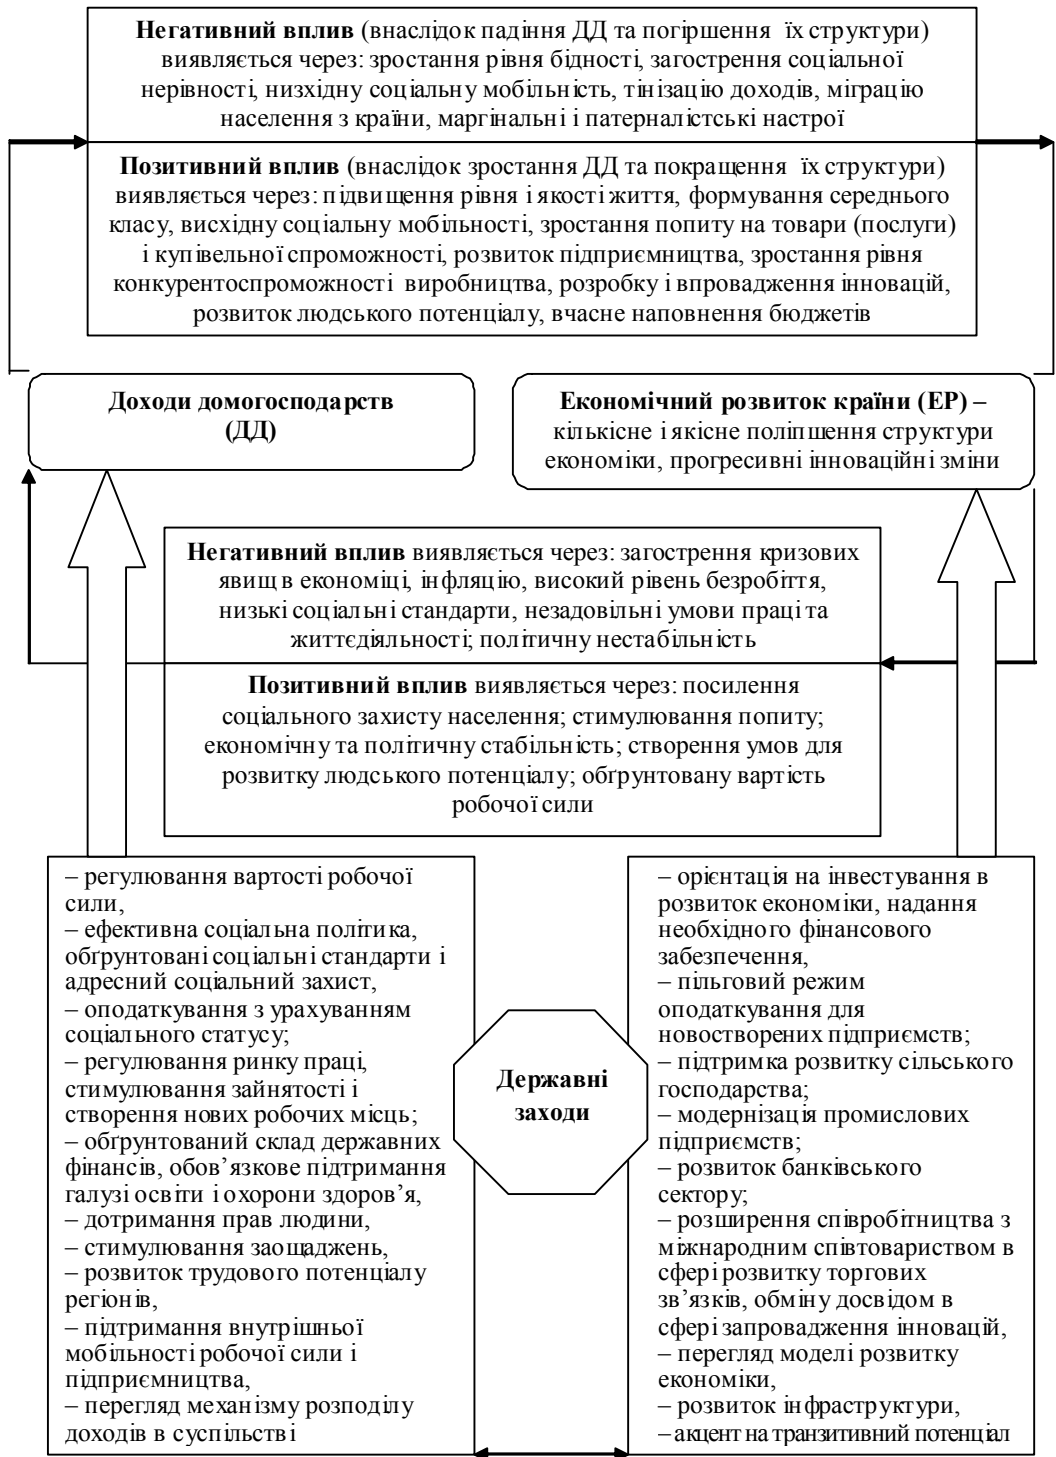 Негативний вплив (внаслідок падіння ДД та погіршення їх структури)
виявляється через: зростання рівня бідності, загострення соціальної
нерівності, низхідну соціальну мобільність, тінізацію доходів, міграцію
населення з країни, маргінальні і патерналістські настрої
Позитивний вплив (внаслідок зростання ДД та покращення їх структури)
виявляється через: підвищення рівня і якості життя, формування середнього
класу, висхідну соціальну мобільності, зростання попиту на товари (послуги)
і купівельної спроможності, розвиток підприємництва, зростання рівня
конкурентоспроможності виробництва, розробку і впровадження інновацій,
розвиток людського потенціалу, вчасне наповнення бюджетів
Доходи домогосподарств
(ДД)
Економічний розвиток країни (ЕР) –
кількісне і якісне поліпшення структури
економіки, прогресивні інноваційні зміни
Негативний вплив виявляється через: загострення кризових
явищ в економіці, інфляцію, високий рівень безробіття,
низькі соціальні стандарти, незадовільні умови праці та
життєдіяльності; політичну нестабільність
Позитивний вплив виявляється через: посилення
соціального захисту населення; стимулювання попиту;
економічну та політичну стабільність; створення умов для
розвитку людського потенціалу; обґрунтовану вартість
робочої сили
– регулювання вартості робочої
сили,
– ефективна соціальна політика,
обґрунтовані соціальні стандарти і
адресний соціальний захист,
– оподаткування з урахуванням
соціального статусу;
– регулювання ринку праці,
стимулювання зайнятості і
створення нових робочих місць;
– обґрунтований склад державних
фінансів, обов’язкове підтримання
галузі освіти і охорони здоров’я,
– дотримання прав людини,
– стимулювання заощаджень,
– розвиток трудового потенціалу
регіонів,
– підтримання внутрішньої
мобільності робочої сили і
підприємництва,
– перегляд механізму розподілу
доходів в суспільстві
Державні
заходи
– орієнтація на інвестування в
розвиток економіки, надання
необхідного фінансового
забезпечення,
– пільговий режим
оподаткування для
новостворених підприємств;
– підтримка розвитку сільського
господарства;
– модернізація промислових
підприємств;
– розвиток банківського
сектору;
– розширення співробітництва з
міжнародним співтовариством в
сфері розвитку торгових
зв’язків, обміну досвідом в
сфері запровадження інновацій,
– перегляд моделі розвитку
економіки,
– розвиток інфраструктури,
– акцент на транзитивний потенціал